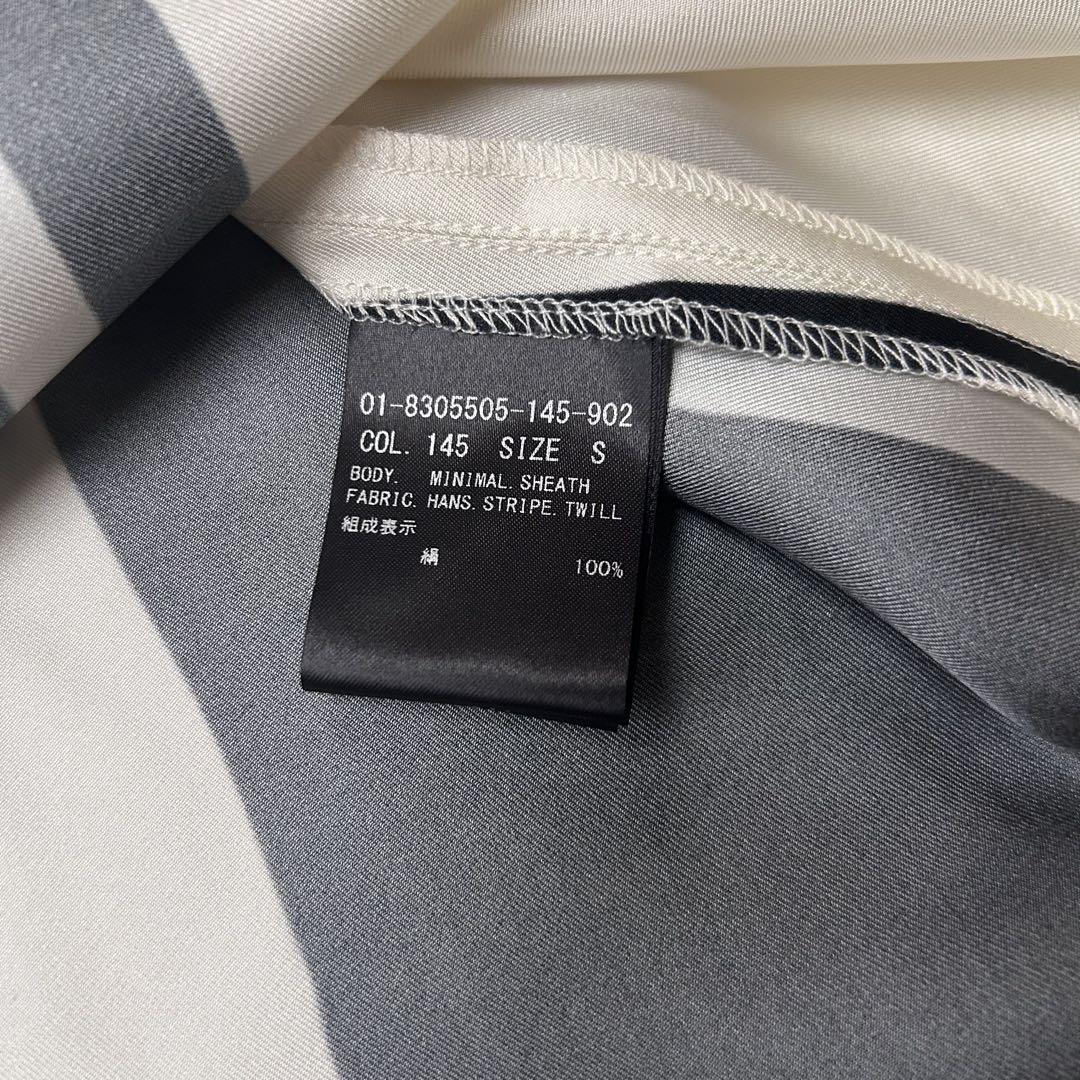 01-8305505-145-902
COL. 145 SIZE S
BODY. MINIMAL.SHEATH
FABRIC.HANS.STRIPE.TWILL
組成表示
絹 100%